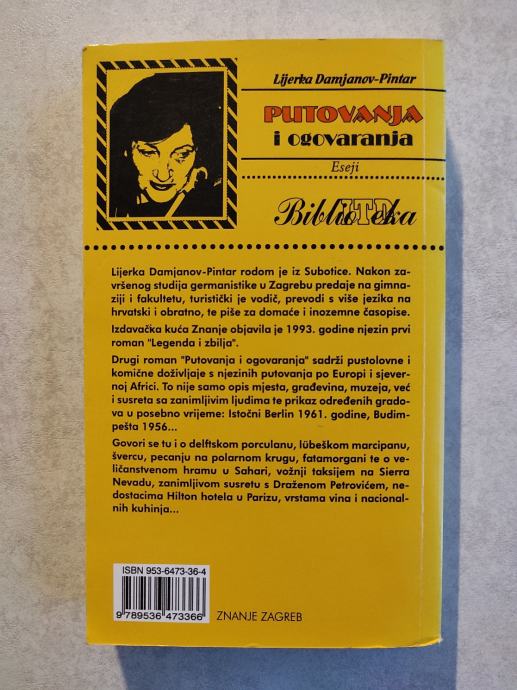 Lijerka Damjanov-Pintar
PUTOVANJA
i ogovaranja
Eseji
Biblioteka
ITD
Lijerka Damjanov-Pintar rodom je iz Subotice. Nakon za-
vršenog studija germanistike u Zagrebu predaje na gimna-
ziji i fakultetu, turistički je vodič, prevodi s više jezika na
hrvatski i obratno, te piše za domaće i inozemne časopise.
Izdavačka kuća Znanje objavila je 1993. godine njezin prvi
roman "Legenda i zbilja".
Drugi roman "Putovanja i ogovaranja" sadrži pustolovne i
komične doživljaje s njezinih putovanja po Europi i sjever-
noj Africi. To nije samo opis mjesta, građevina, muzeja, već
i susreta sa zanimljivim ljudima te prikaz određenih grado-
va u posebno vrijeme: Istočni Berlin 1961. godine, Budim-
pešta 1956...
Govori se tu i o delftskom porculanu, lübeškom marcipanu,
švercu, pecanju na polarnom krugu, fatamorgani te o ve-
ličanstvenom hramu u Sahari, vožnji taksijem na Sierra
Nevadu, zanimljivom susretu s Draženom Petrovićem, ne-
dostacima Hilton hotela u Parizu, vrstama vina i nacional-
nih kuhinja...
ISBN 953-6473-36-4
9 789536 473366
ZNANJE ZAGREB